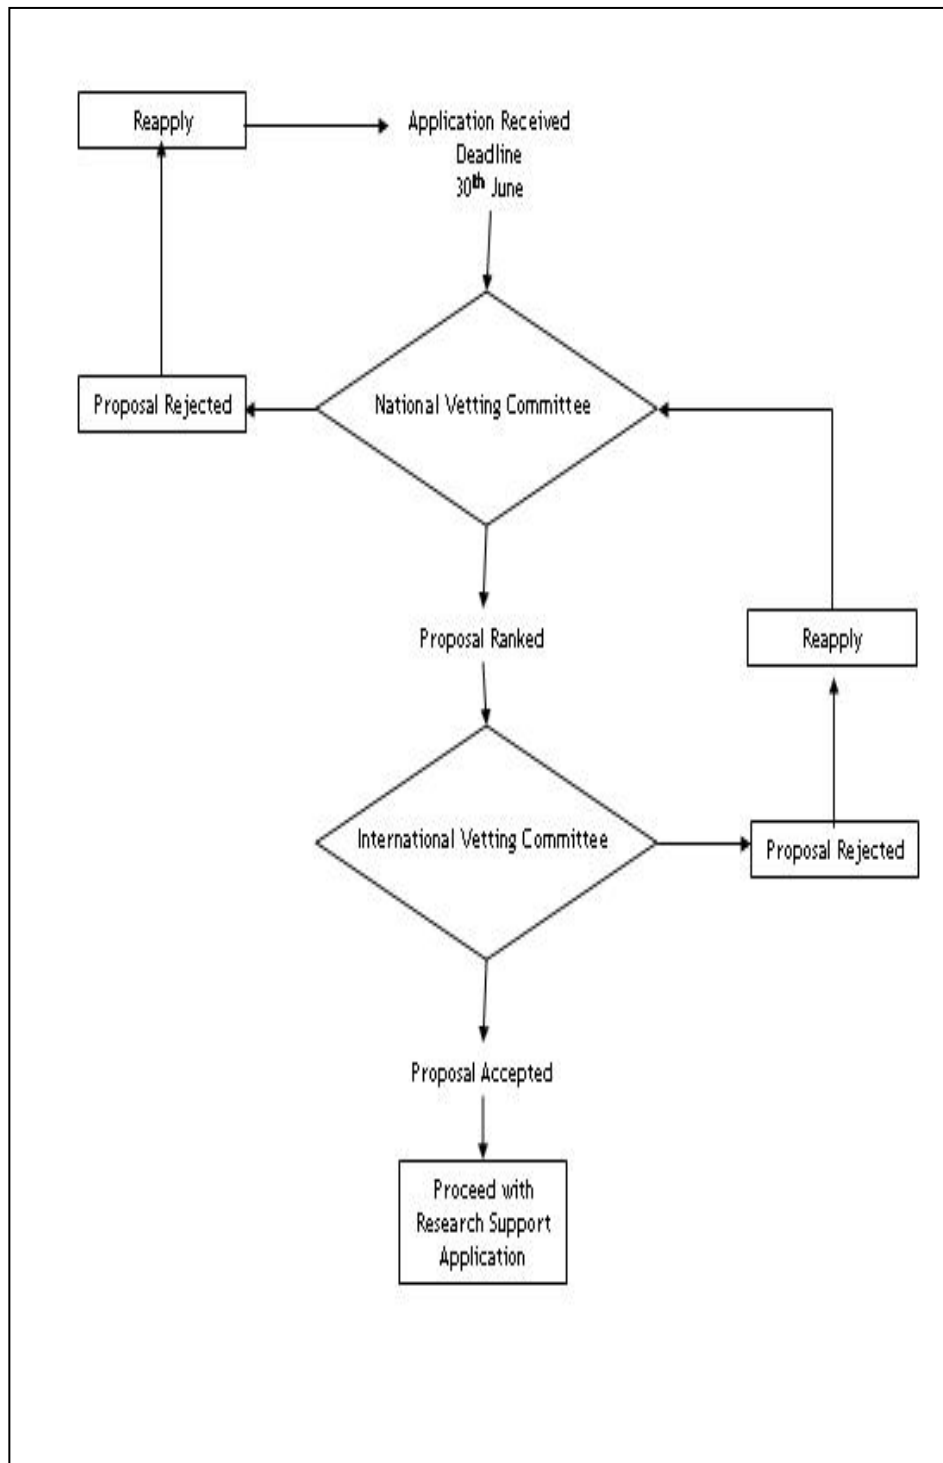 Reapply
Application Received
Deadline
30th June
Proposal Rejected
National Vetting Committee
Proposal Ranked
Reapply
International Vetting Committee
Proposal Rejected
Proposal Accepted
Proceed with
Research Support
Application